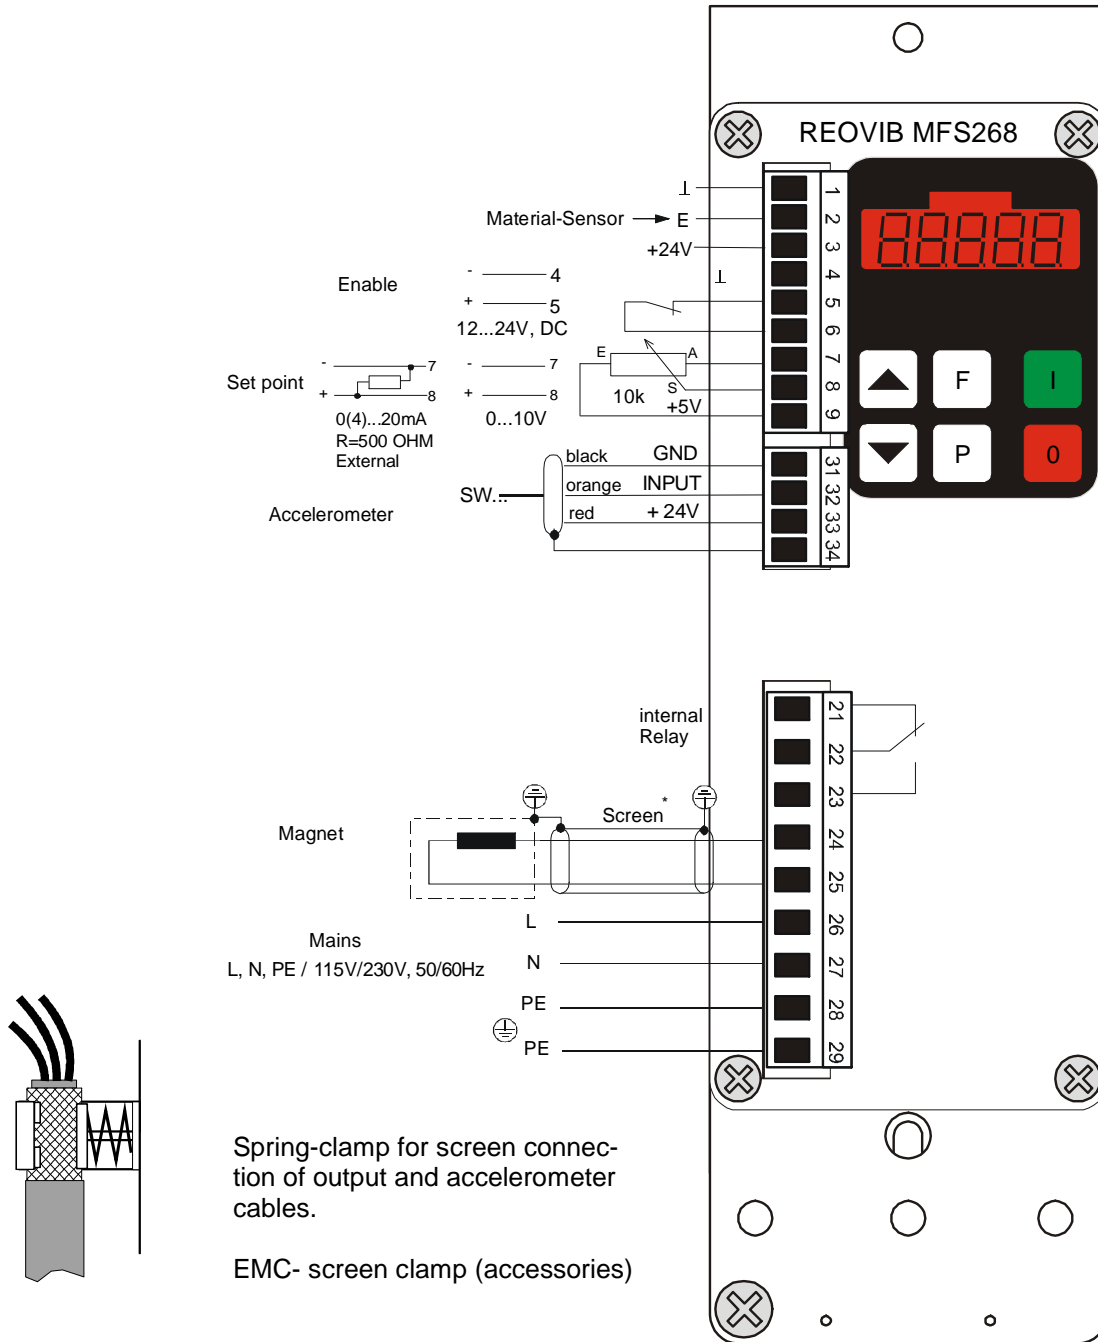 REOVIB MFS268
⊥ 1
Material-Sensor → E 2
+24V 3
⊥ 4
Enable
- 4
+ 5
12...24V, DC
5
6
Set point
- 7
+ 8
0(4)...20mA
R=500 OHM
External
- 7
+ 8
0...10V
E A 7
S 8
10k
+5V 9
F I
P 0
88888
black GND 31
SW... orange INPUT 32
red + 24V 33
34
Accelerometer
internal
Relay
21
22
23
Screen *
Magnet
24
25
L 26
Mains
L, N, PE / 115V/230V, 50/60Hz
N 27
PE 28
PE 29
Spring-clamp for screen connec-
tion of output and accelerometer
cables.
EMC- screen clamp (accessories)